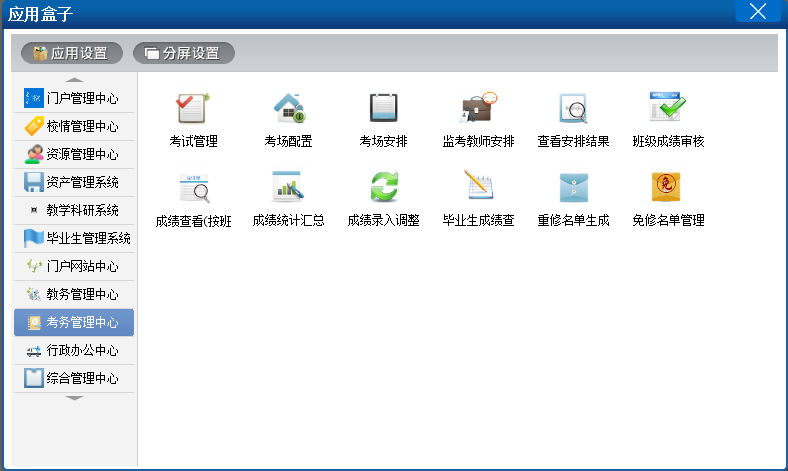 应用盒子
应用设置
分屏设置
门户管理中心
校情管理中心
资源管理中心
资产管理系统
教学科研系统
毕业生管理系统
门户网站中心
教务管理中心
考务管理中心
行政办公中心
综合管理中心
考试管理
考场配置
考场安排
监考教师安排
查看安排结果
班级成绩审核
成绩查看(按班
成绩统计汇总
成绩录入调整
毕业生成绩查
重修名单生成
免
免修名单管理